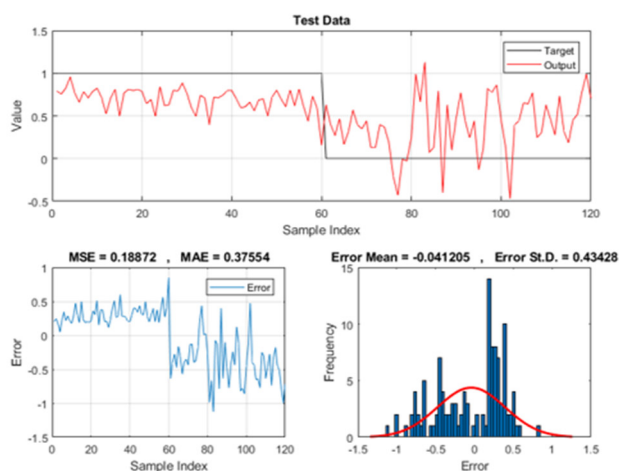 Test Data
1.5
1
0.5
0
-0.5
Value
Target
Output
0 20 40 60 80 100 120
Sample Index
MSE = 0.18872 , MAE = 0.37554
1
0.5
0
-0.5
-1
-1.5
Error
Error
0 20 40 60 80 100 120
Sample Index
Error Mean = -0.041205 , Error St.D. = 0.43428
15
10
5
0
Frequency
-1.5 -1 -0.5 0 0.5 1 1.5
Error